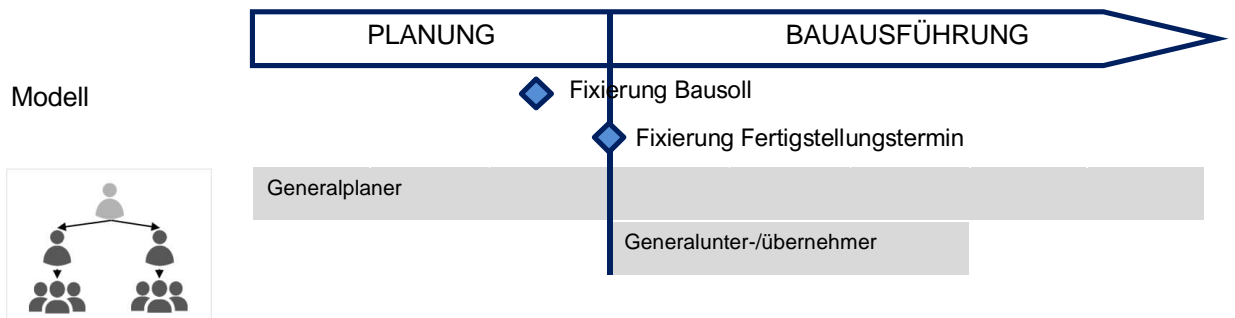 PLANUNG
BAUAUSFÜHRUNG
Modell
Fixierung Bausoll
Fixierung Fertigstellungstermin
Generalplaner
Generalunter-/übernehmer